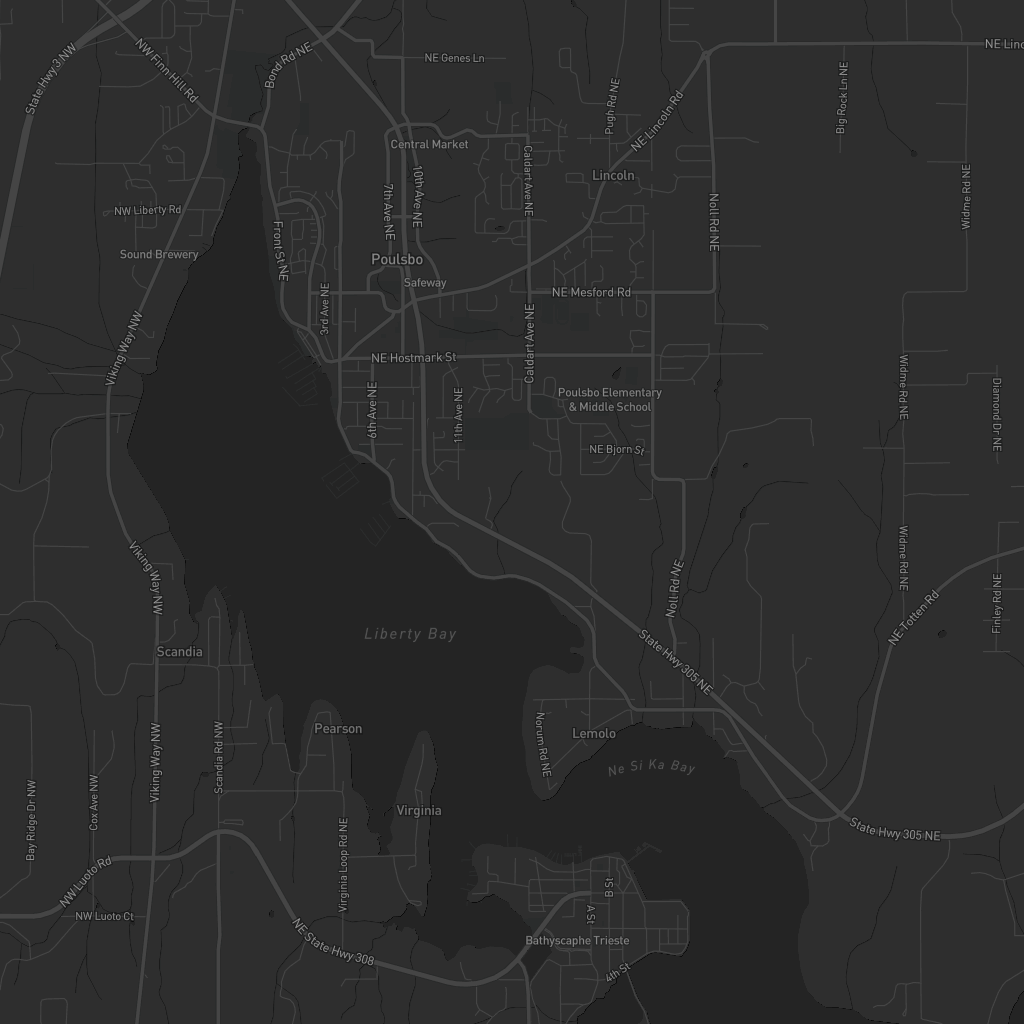 State Hwy 3 NW
NW Finn Hill Rd
Bond Rd NE
NE Genes Ln
Pugh Rd NE
NE Linc
Big Rock Ln NE
Central Market
NE Lincoln Rd
Caldart Ave NE
Lincoln
Widme Rd NE
NW Liberty Rd
7th Ave NE
10th Ave NE
Noll Rd NE
Sound Brewery
Front St NE
Poulsbo
Safeway
3rd Ave NE
NE Mesford Rd
Viking Way NW
Caldart Ave NE
NE Hostmark St
Widme Rd NE
Diamond Dr NE
6th Ave NE
11th Ave NE
Poulsbo Elementary
& Middle School
NE Bjorn St
Viking Way NW
Widme Rd NE
Noll Rd NE
Finley Rd NE
NE Totten Rd
Liberty Bay
State Hwy 305 NE
Scandia
Pearson
Norum Rd NE
Lemolo
Viking Way NW
Scandia Rd NW
Ne Si Ka Bay
Bay Ridge Dr NW
Cox Ave NW
Virginia
State Hwy 305 NE
Virginia Loop Rd NE
NW Luoto Rd
B St
NW Luoto Ct
A St
NE State Hwy 308
Bathyscaphe Trieste
4th St